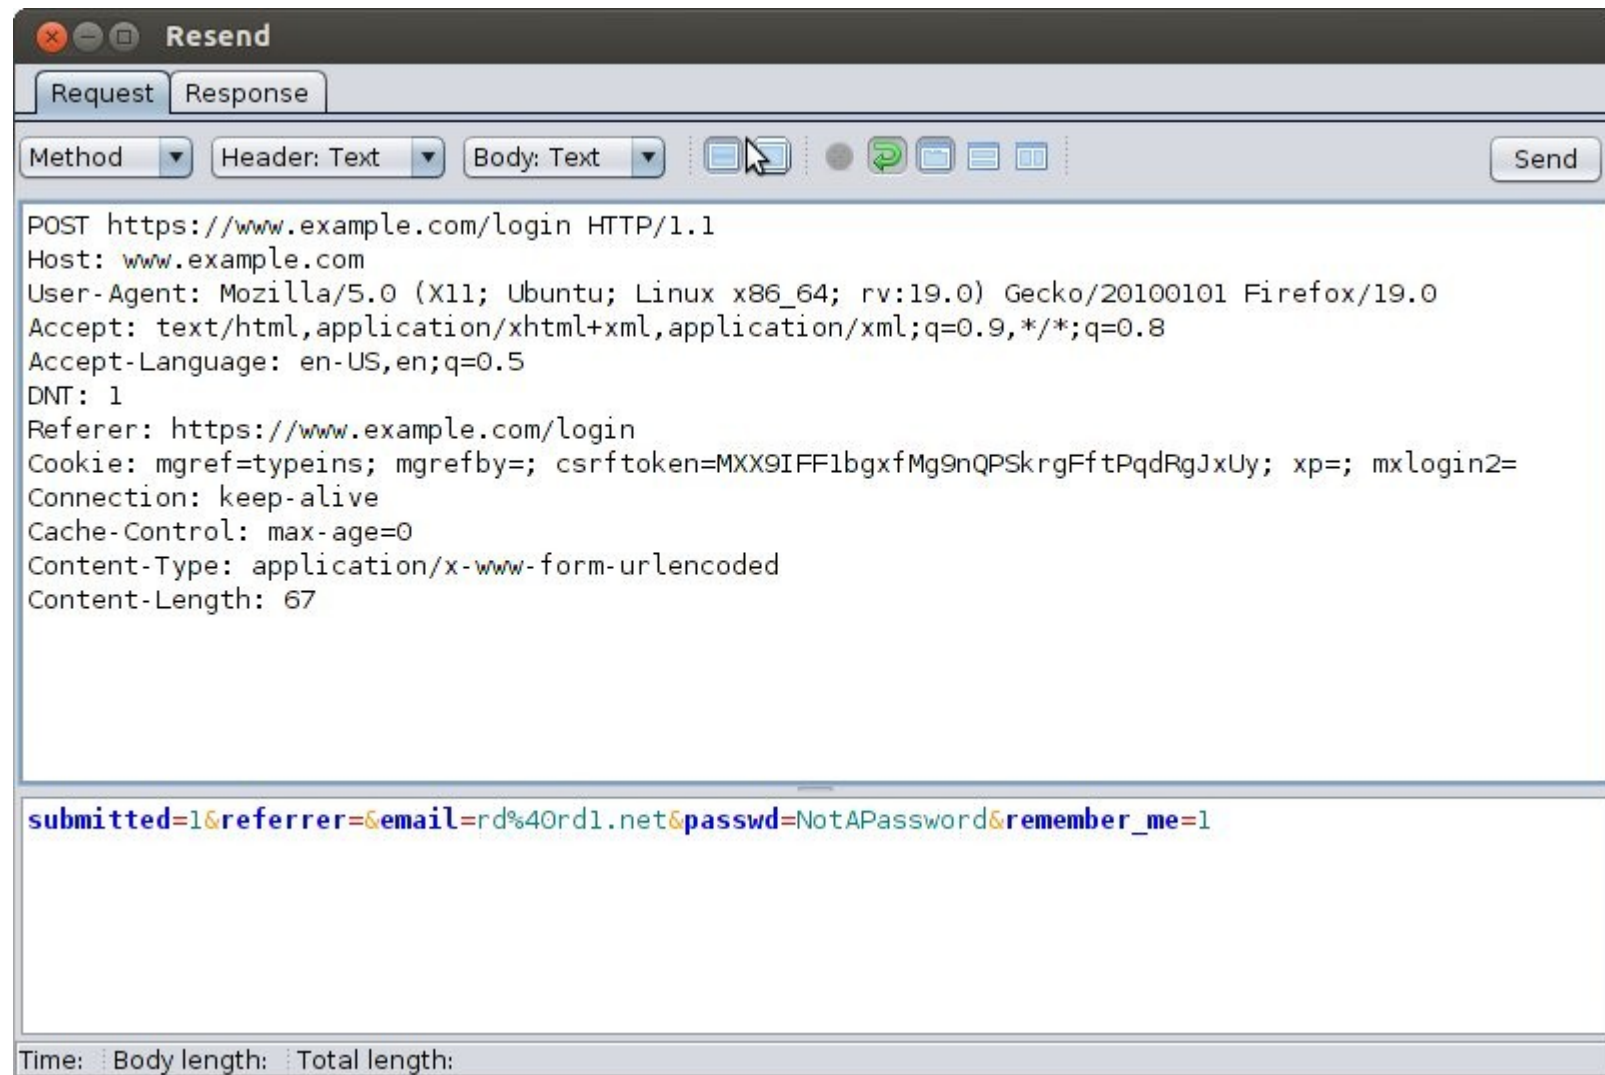 Resend
Request Response
Method Header: Text Body: Text Send
POST https://www.example.com/login HTTP/1.1
Host: www.example.com
User-Agent: Mozilla/5.0 (X11; Ubuntu; Linux x86_64; rv:19.0) Gecko/20100101 Firefox/19.0
Accept: text/html,application/xhtml+xml,application/xml;q=0.9,*/*;q=0.8
Accept-Language: en-US,en;q=0.5
DNT: 1
Referer: https://www.example.com/login
Cookie: mgref=typeins; mgrefby=; csrftoken=MXX9IFF1bgxfMg9nQPSkrgFftPqdRgJxUy; xp=; mxlogin2=
Connection: keep-alive
Cache-Control: max-age=0
Content-Type: application/x-www-form-urlencoded
Content-Length: 67
submitted=1&referrer=&email=rd%40rd1.net&passwd=NotAPassword&remember_me=1
Time: Body length: Total length: